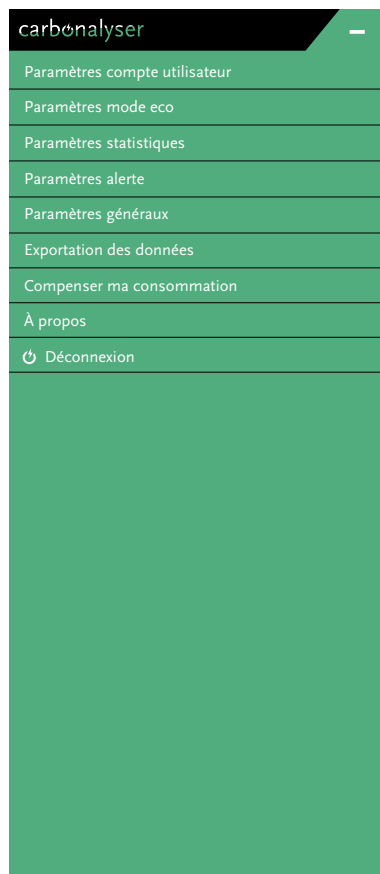 carbonalyser
Paramètres compte utilisateur
Paramètres mode eco
Paramètres statistiques
Paramètres alerte
Paramètres généraux
Exportation des données
Compenser ma consommation
À propos
Déconnexion